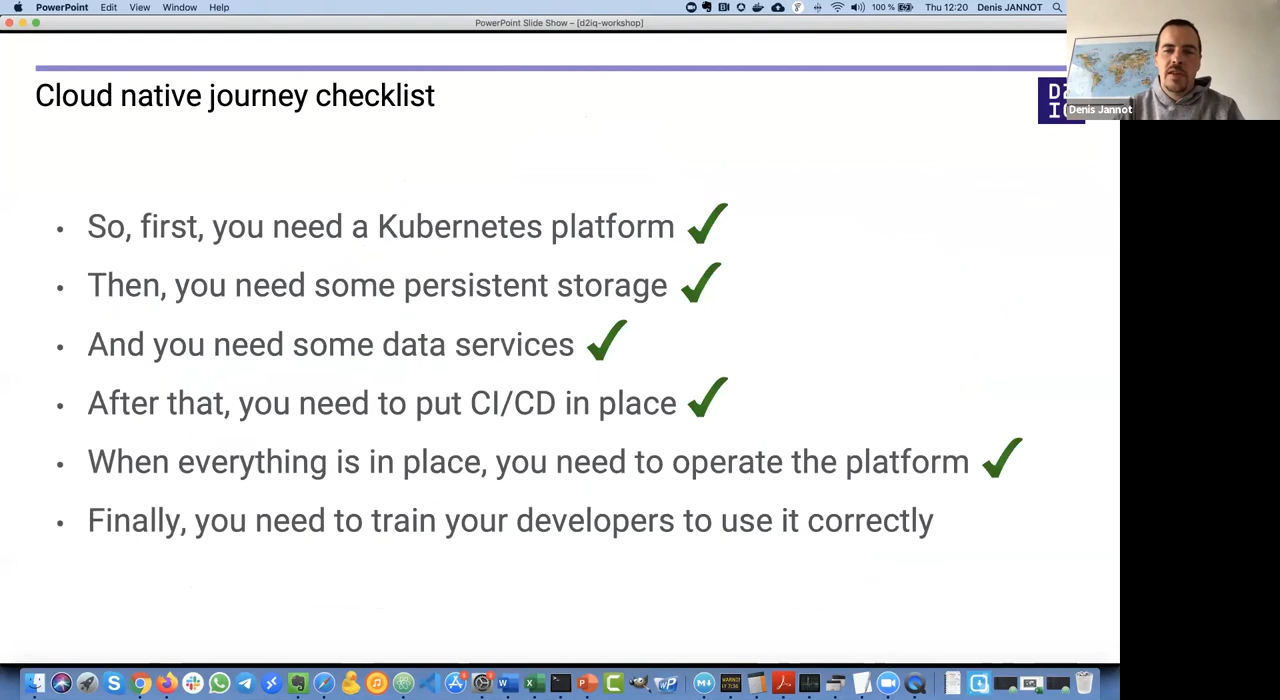 PowerPoint Edit View Window Help 100 % Thu 12:20 Denis JANNOT
PowerPoint Slide Show – [d2iq-workshop]
Cloud native journey checklist
Denis Jannot
• So, first, you need a Kubernetes platform
• Then, you need some persistent storage
• And you need some data services
• After that, you need to put CI/CD in place
• When everything is in place, you need to operate the platform
• Finally, you need to train your developers to use it correctly